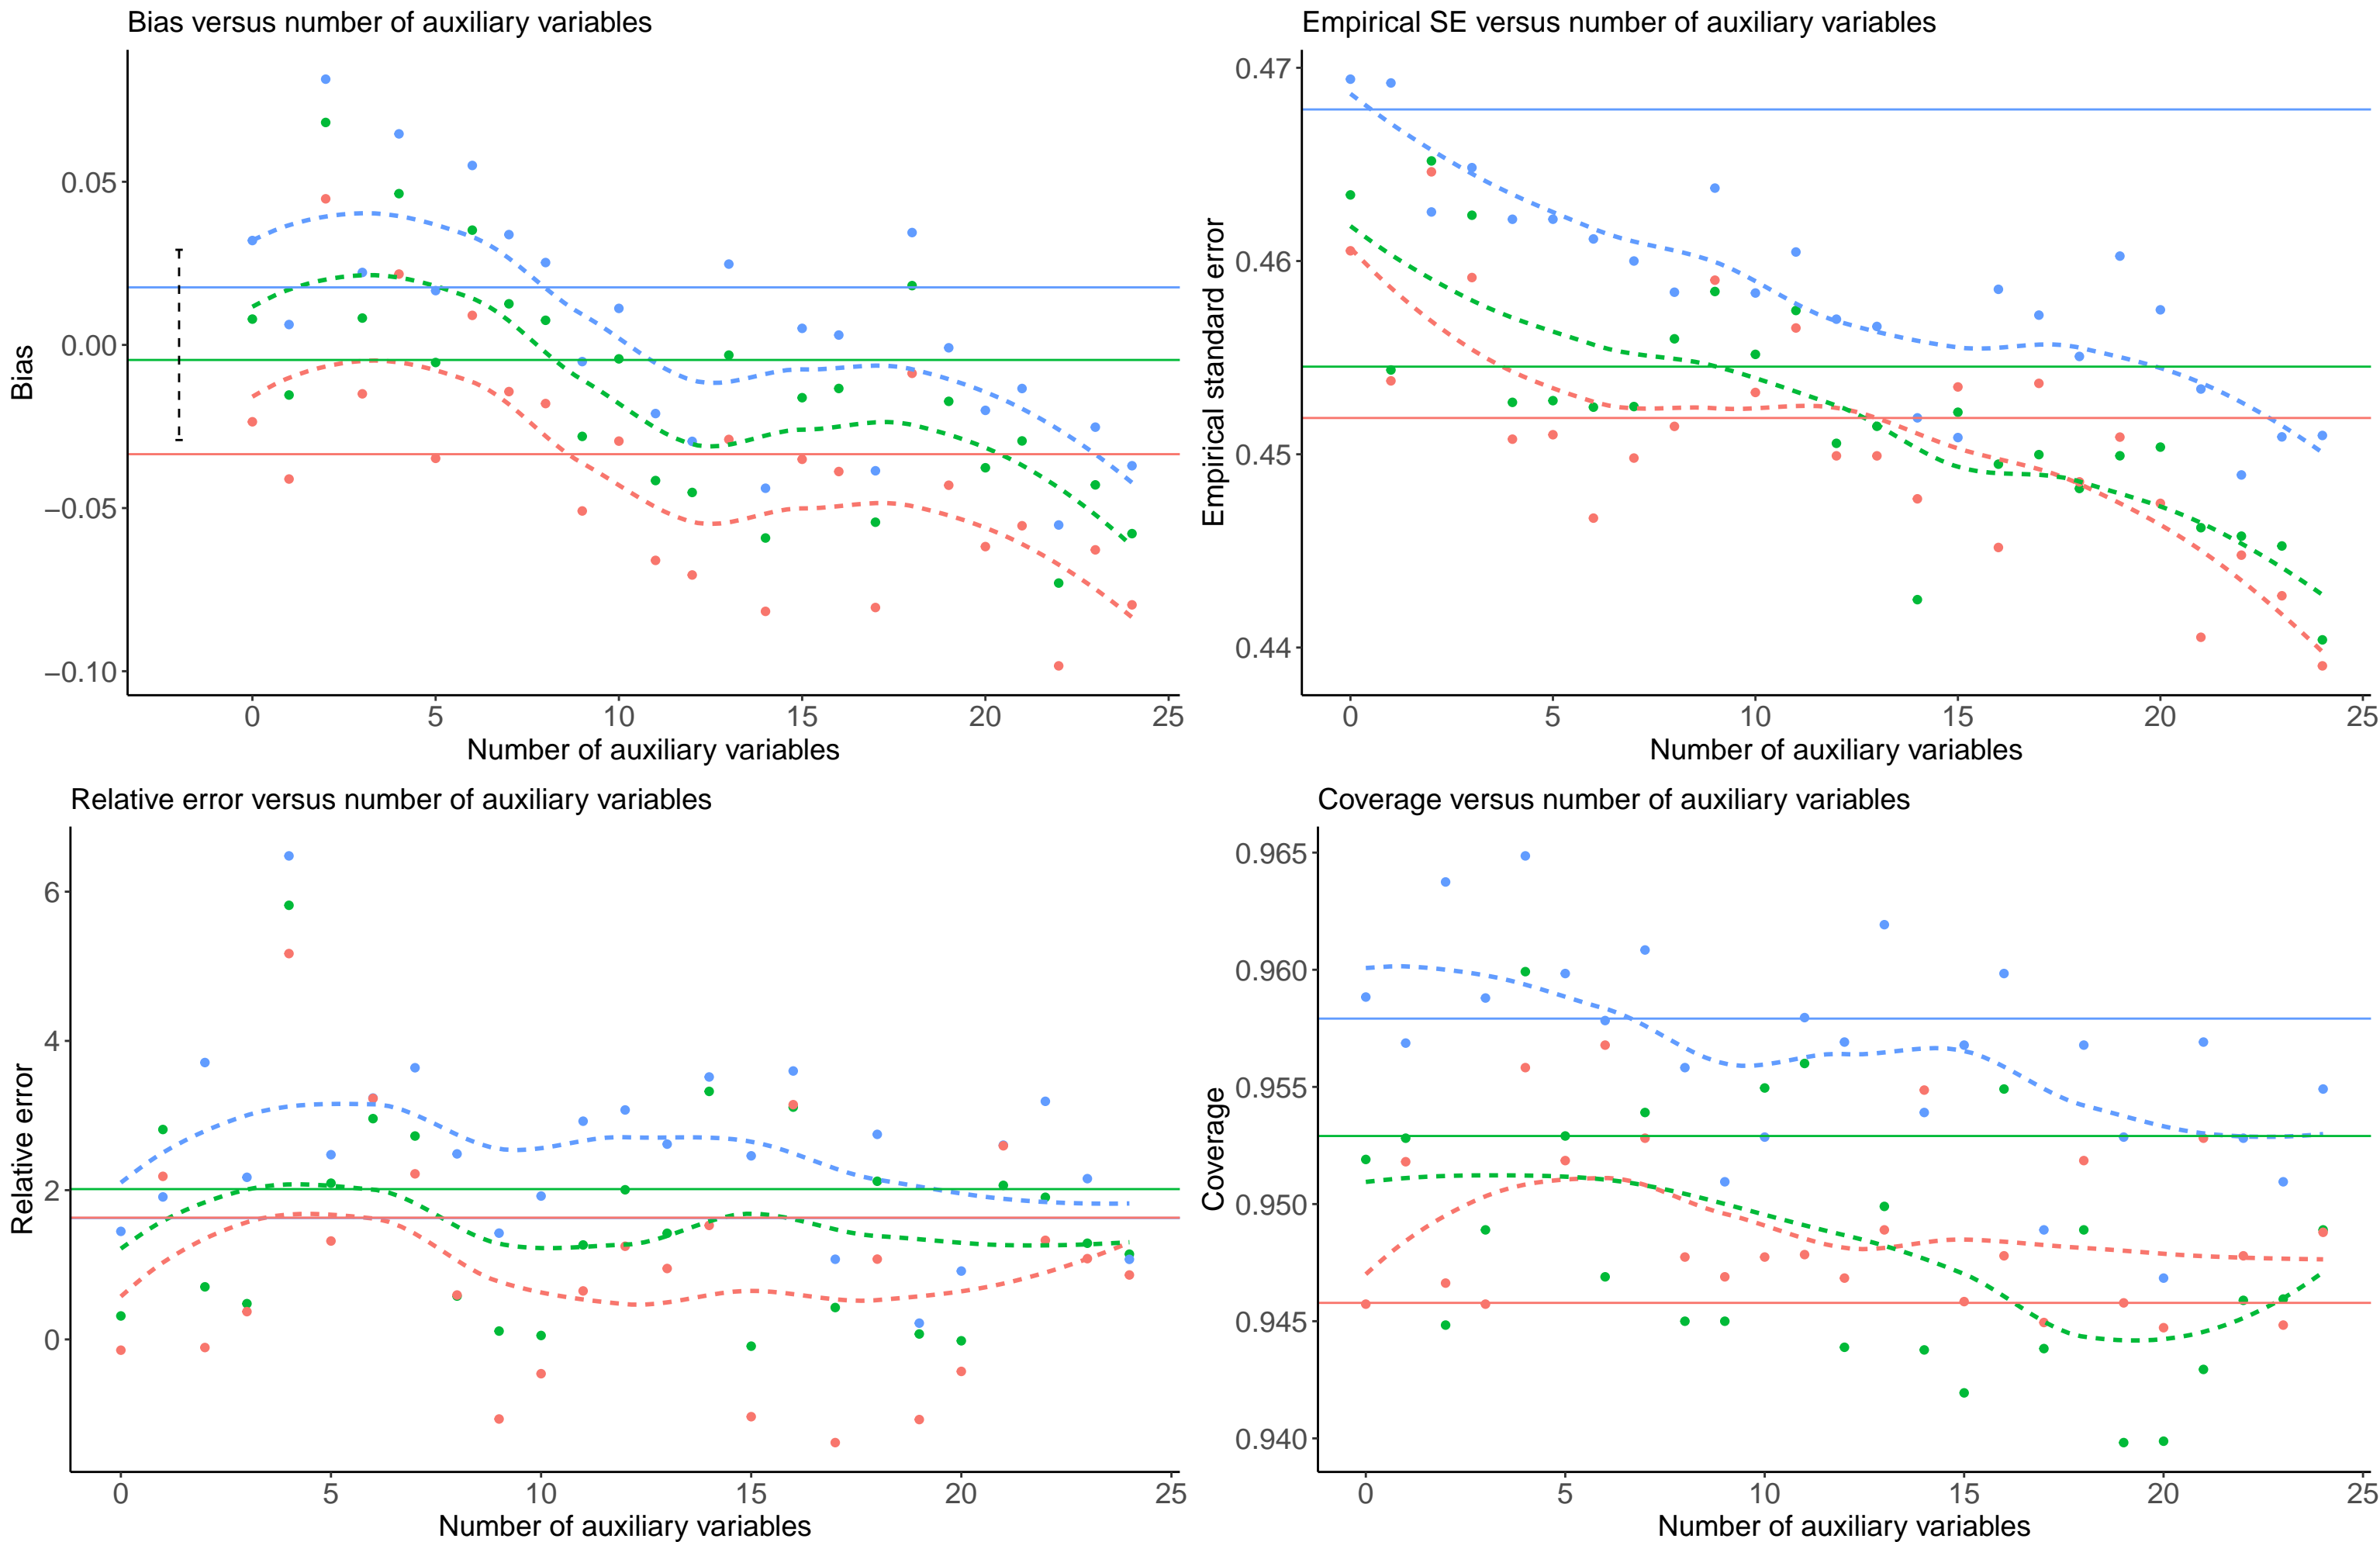 Bias versus number of auxiliary variables
0.05
0.00
−0.05
−0.10
Bias
0 5 10 15 20 25
Number of auxiliary variables
Empirical SE versus number of auxiliary variables
0.47
0.46
0.45
0.44
Empirical standard error
0 5 10 15 20 25
Number of auxiliary variables
Relative error versus number of auxiliary variables
6
4
2
0
Relative error
0 5 10 15 20 25
Number of auxiliary variables
Coverage versus number of auxiliary variables
0.965
0.960
0.955
0.950
0.945
0.940
Coverage
0 5 10 15 20 25
Number of auxiliary variables